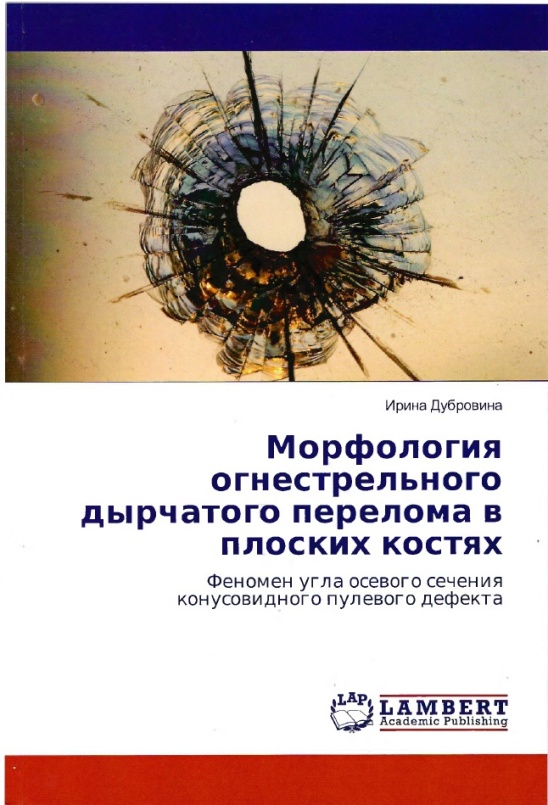 Ирина Дубровина
Морфология
огнестрельного
дырчатого перелома в
плоских костях
Феномен угла осевого сечения
конусовидного пулевого дефекта
LAP
LAMBERT
Academic Publishing